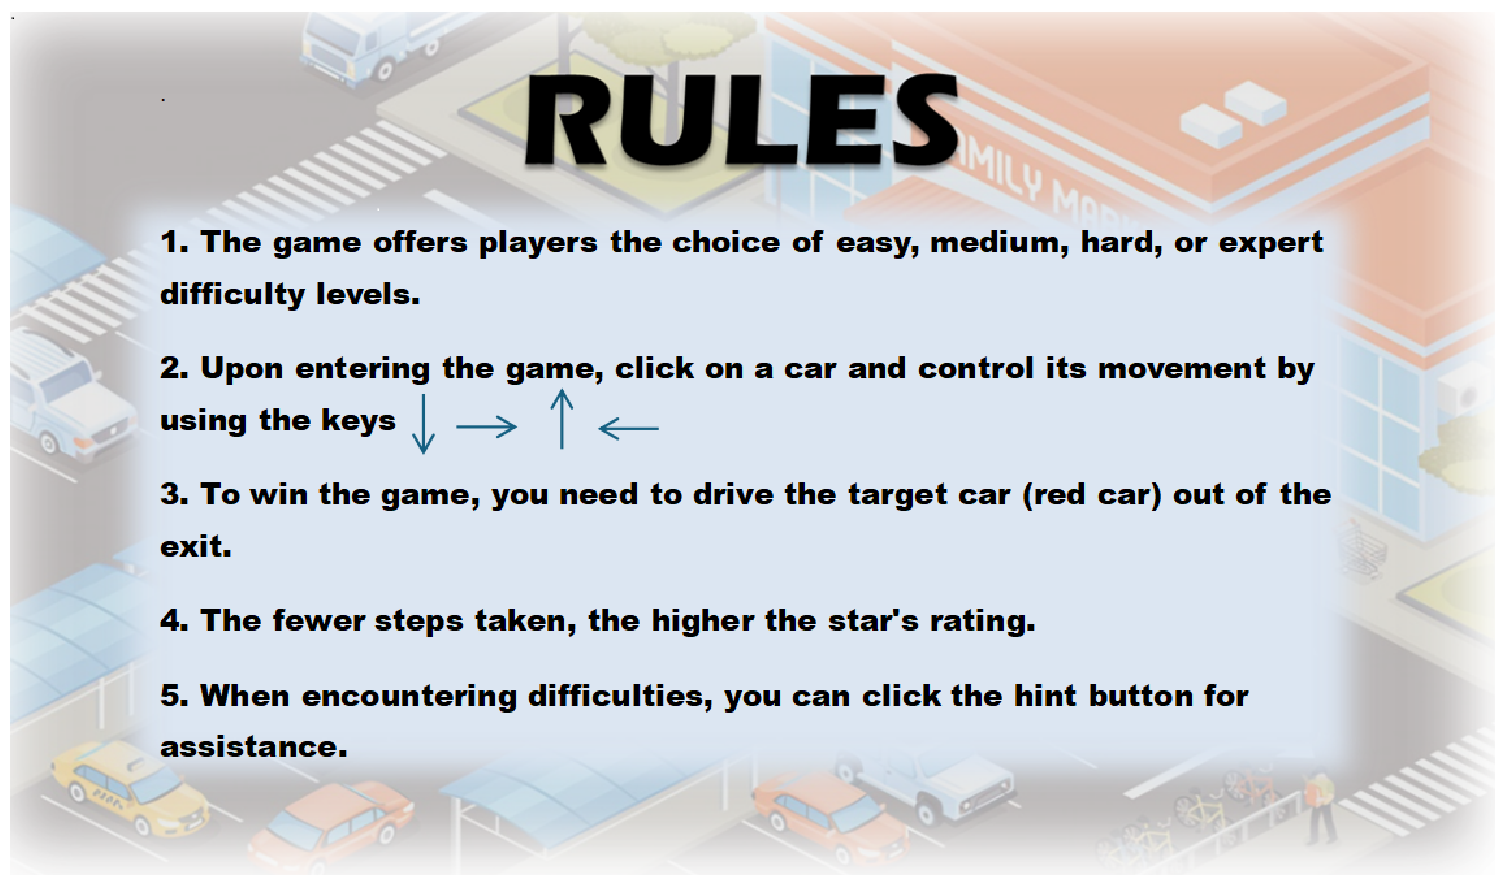 RULES
FAMILY MAR
1. The game offers players the choice of easy, medium, hard, or expert
difficulty levels.
2. Upon entering the game, click on a car and control its movement by
using the keys ↓ → ↑ ←
3. To win the game, you need to drive the target car (red car) out of the
exit.
4. The fewer steps taken, the higher the star's rating.
5. When encountering difficulties, you can click the hint button for
assistance.